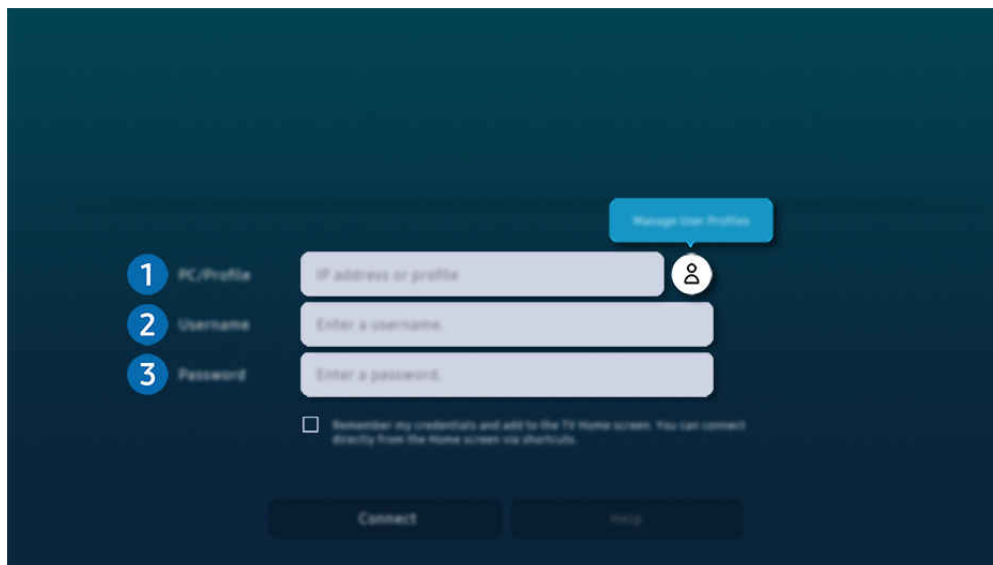 Manage User Profiles
1 PC/Profile IP address or profile
2 Username Enter a username.
3 Password Enter a password.
Remember my credentials and add to the TV Home screen. You can connect
directly from the Home screen via shortcuts.
Connect Help